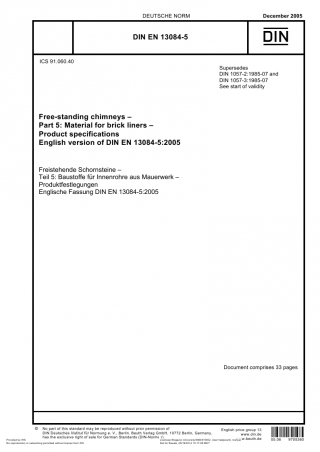 DEUTSCHE NORM
December 2005
DIN EN 13084-5
DIN
ICS 91.060.40
Supersedes
DIN 1057-2:1985-07 and
DIN 1057-3:1985-07
See start of validity
Free-standing chimneys –
Part 5: Material for brick liners –
Product specifications
English version of DIN EN 13084-5:2005
Freistehende Schornsteine –
Teil 5: Baustoffe für Innenrohre aus Mauerwerk –
Produktfestlegungen
Englische Fassung DIN EN 13084-5:2005
Document comprises 33 pages
© No part of this standard may be reproduced without prior permission of
DIN Deutsches Institut für Normung e. V., Berlin. Beuth Verlag GmbH, 10772 Berlin, Germany,
has the exclusive right of sale for German Standards (DIN-Normen).
English price group 13
www.din.de
www.beuth.de